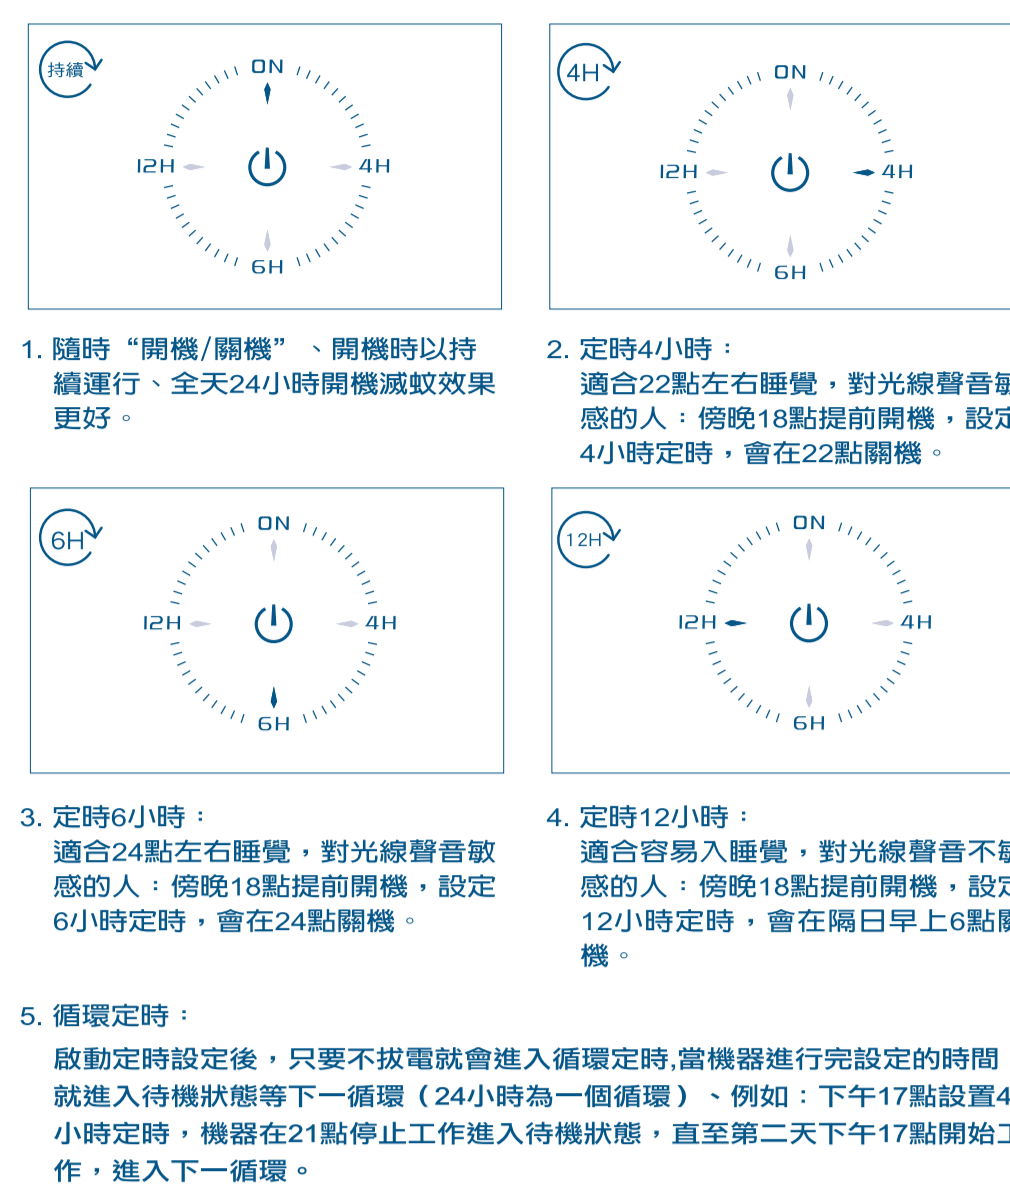 持續
ON
12H
4H
6H
1. 隨時“開機/關機”、開機時以持
續運行、全天24小時開機滅蚊效果
更好。
4H
ON
12H
4H
6H
2. 定時4小時：
適合22點左右睡覺，對光線聲音敏
感的人：傍晚18點提前開機，設定
4小時定時，會在22點關機。
6H
ON
12H
4H
6H
3. 定時6小時：
適合24點左右睡覺，對光線聲音敏
感的人：傍晚18點提前開機，設定
6小時定時，會在24點關機。
12H
ON
12H
4H
6H
4. 定時12小時：
適合容易入睡覺，對光線聲音不敏
感的人：傍晚18點提前開機，設定
12小時定時，會在隔日早上6點關
機。
5. 循環定時：
啟動定時設定後，只要不拔電就會進入循環定時,當機器進行完設定的時間
就進入待機狀態等下一循環（24小時為一個循環）、例如：下午17點設置4
小時定時，機器在21點停止工作進入待機狀態，直至第二天下午17點開始工
作，進入下一循環。